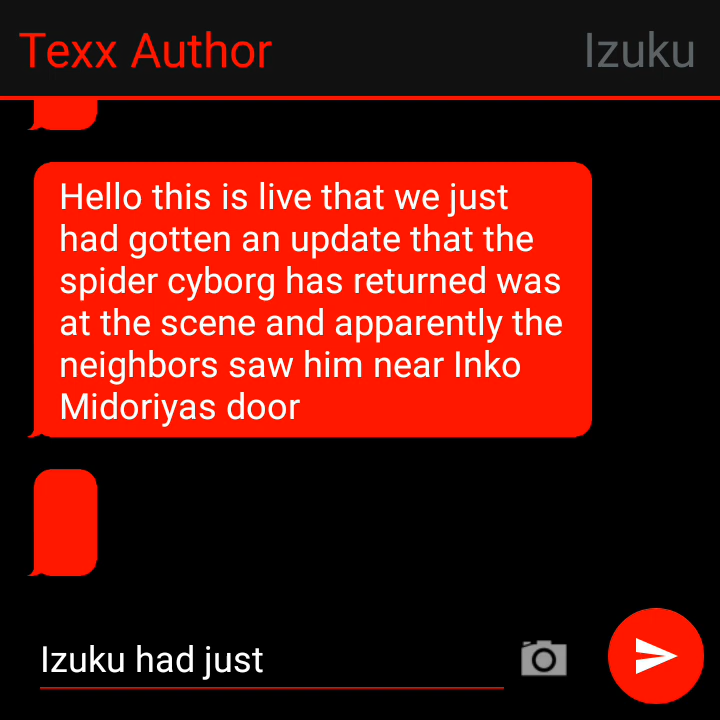 Texx Author
Izuku
Hello this is live that we just
had gotten an update that the
spider cyborg has returned was
at the scene and apparently the
neighbors saw him near Inko
Midoriyas door
Izuku had just